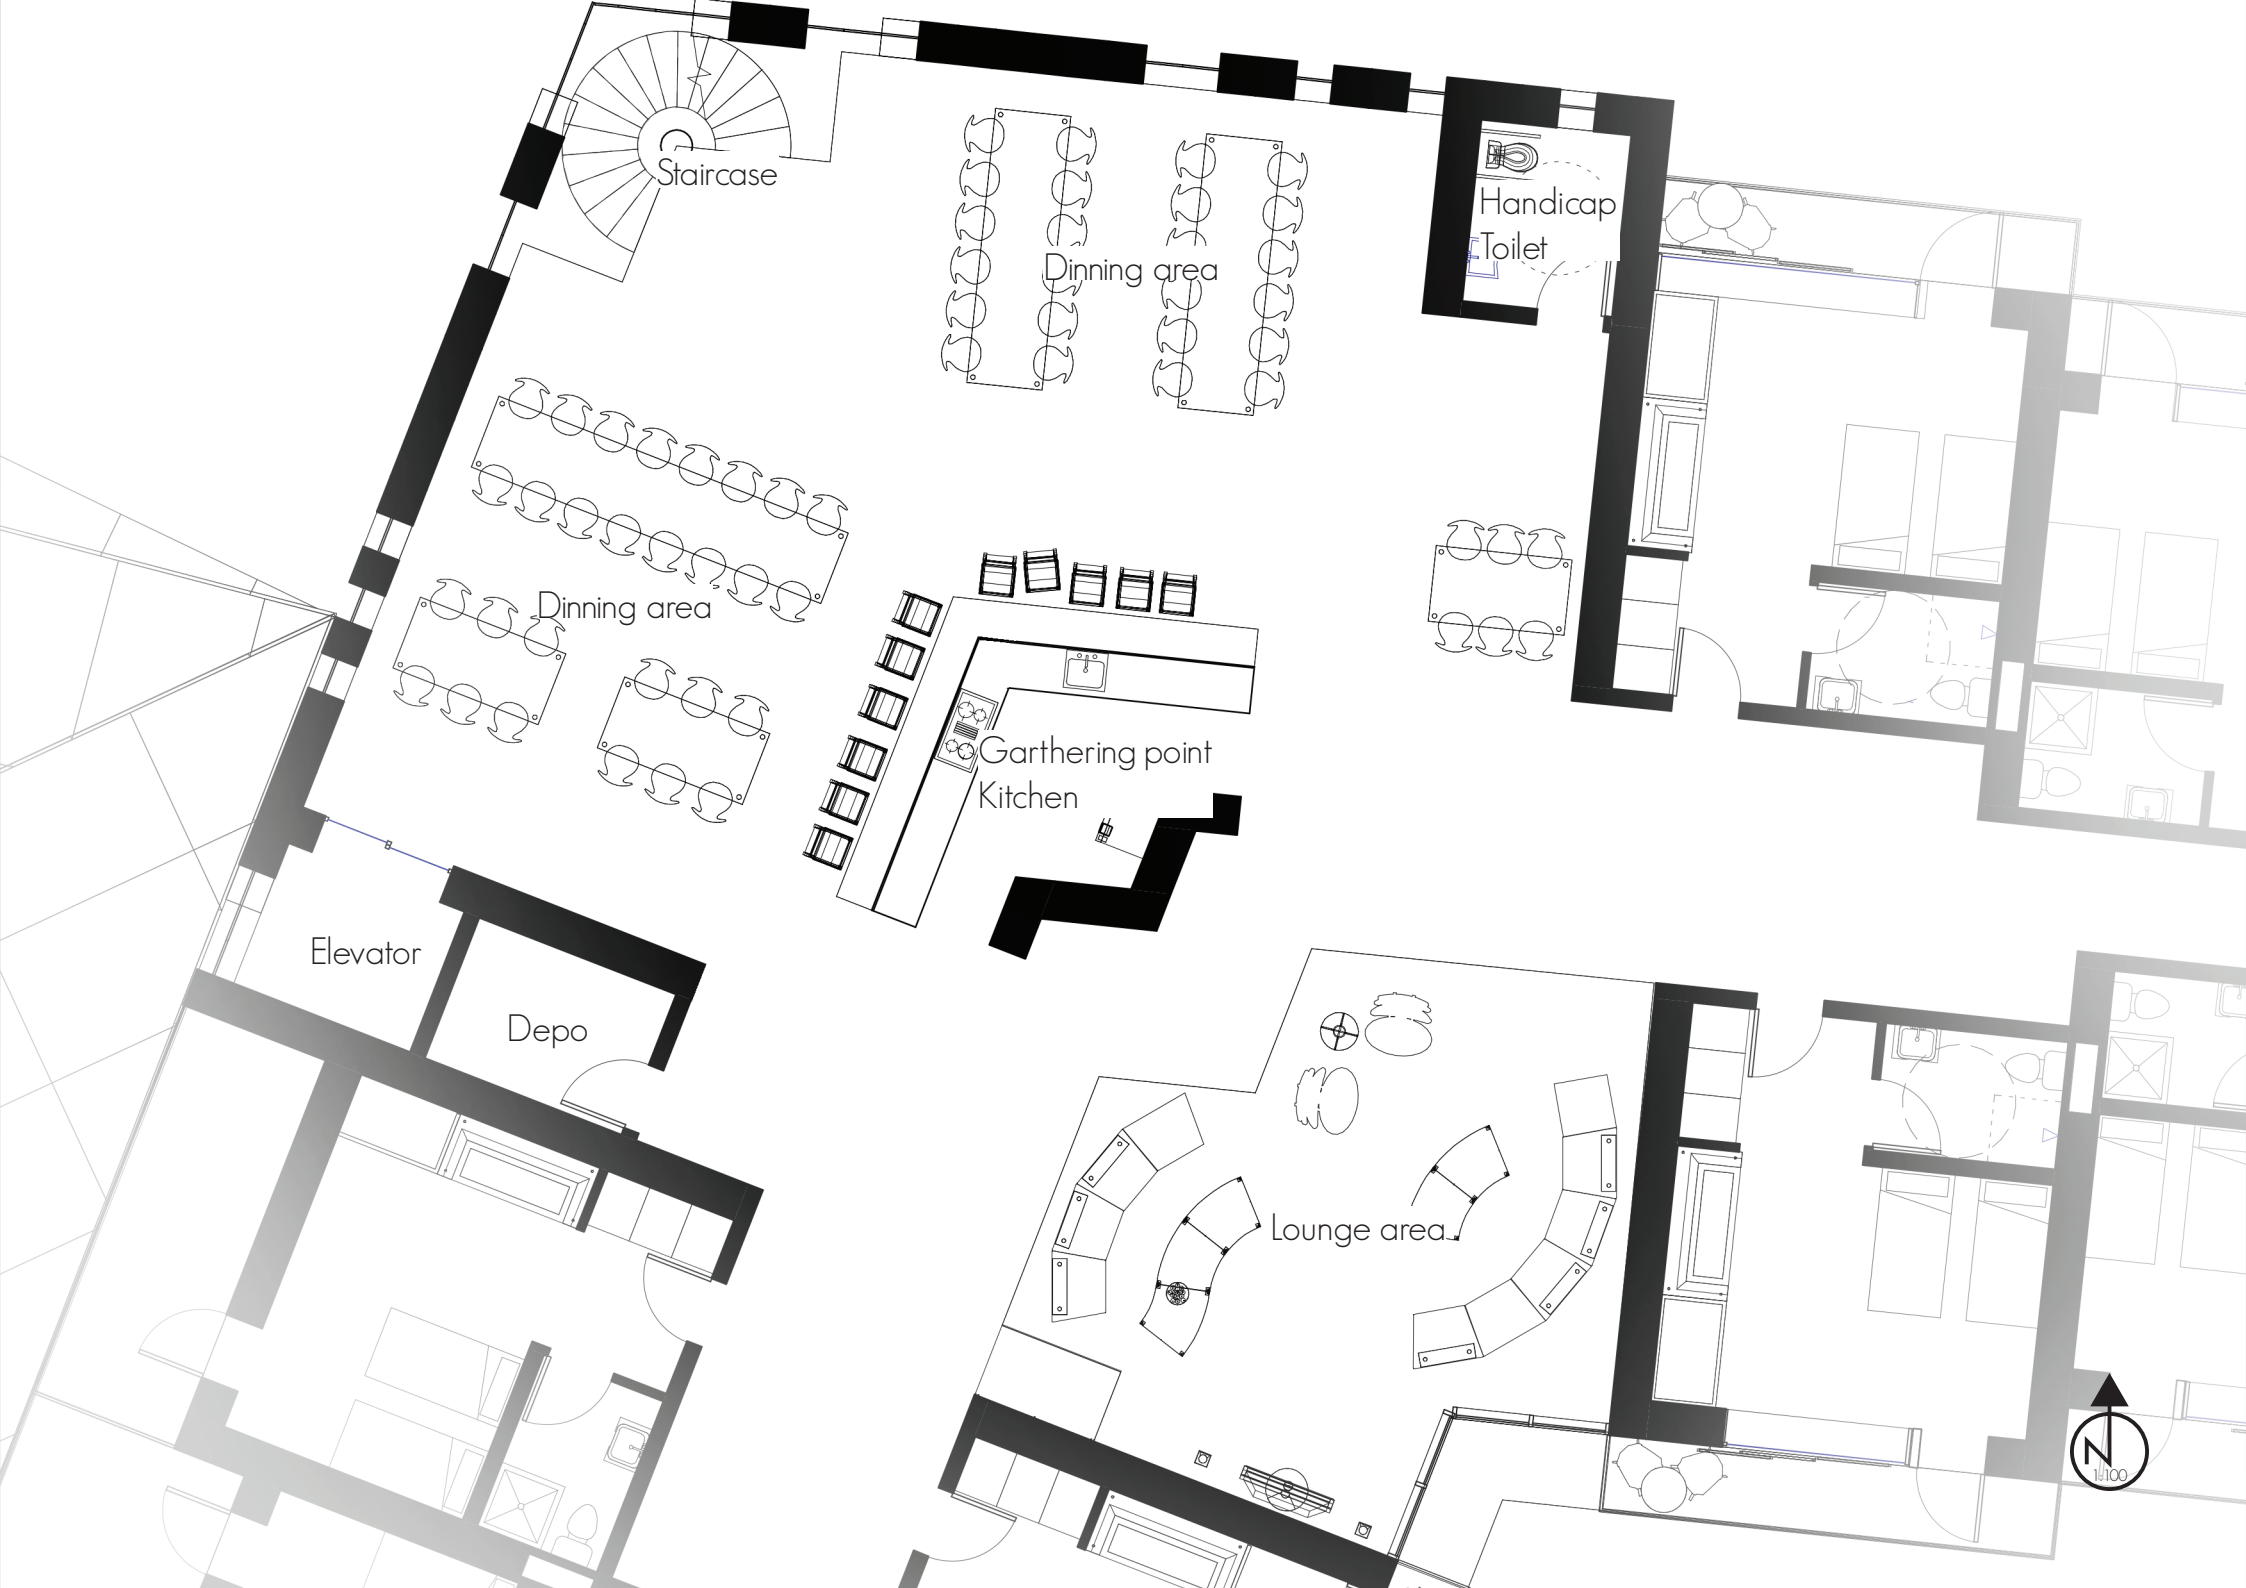 Staircase
Handicap
Toilet
Dinning area
Dinning area
Garthering point
Kitchen
Elevator
Depo
Lounge area
N
1:100